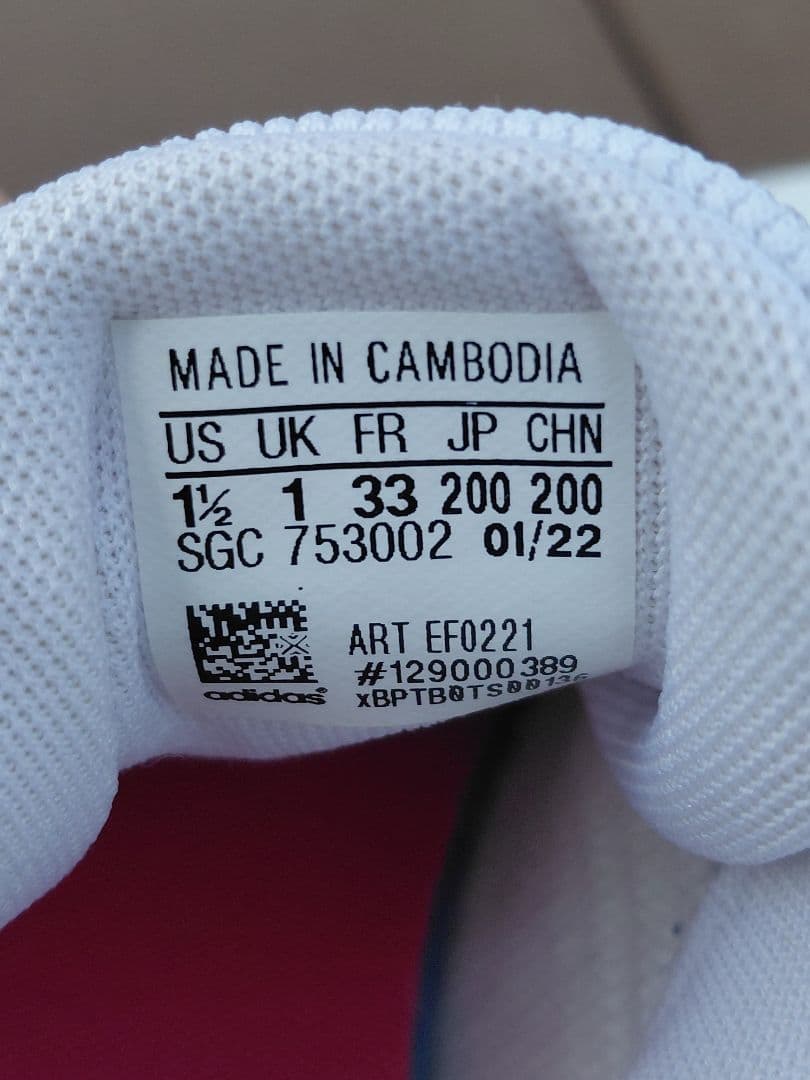 MADE IN CAMBODIA
US UK FR JP CHN
1½ 1 33 200 200
SGC 753002 01/22
ART EF0221
#129000389
adidas®